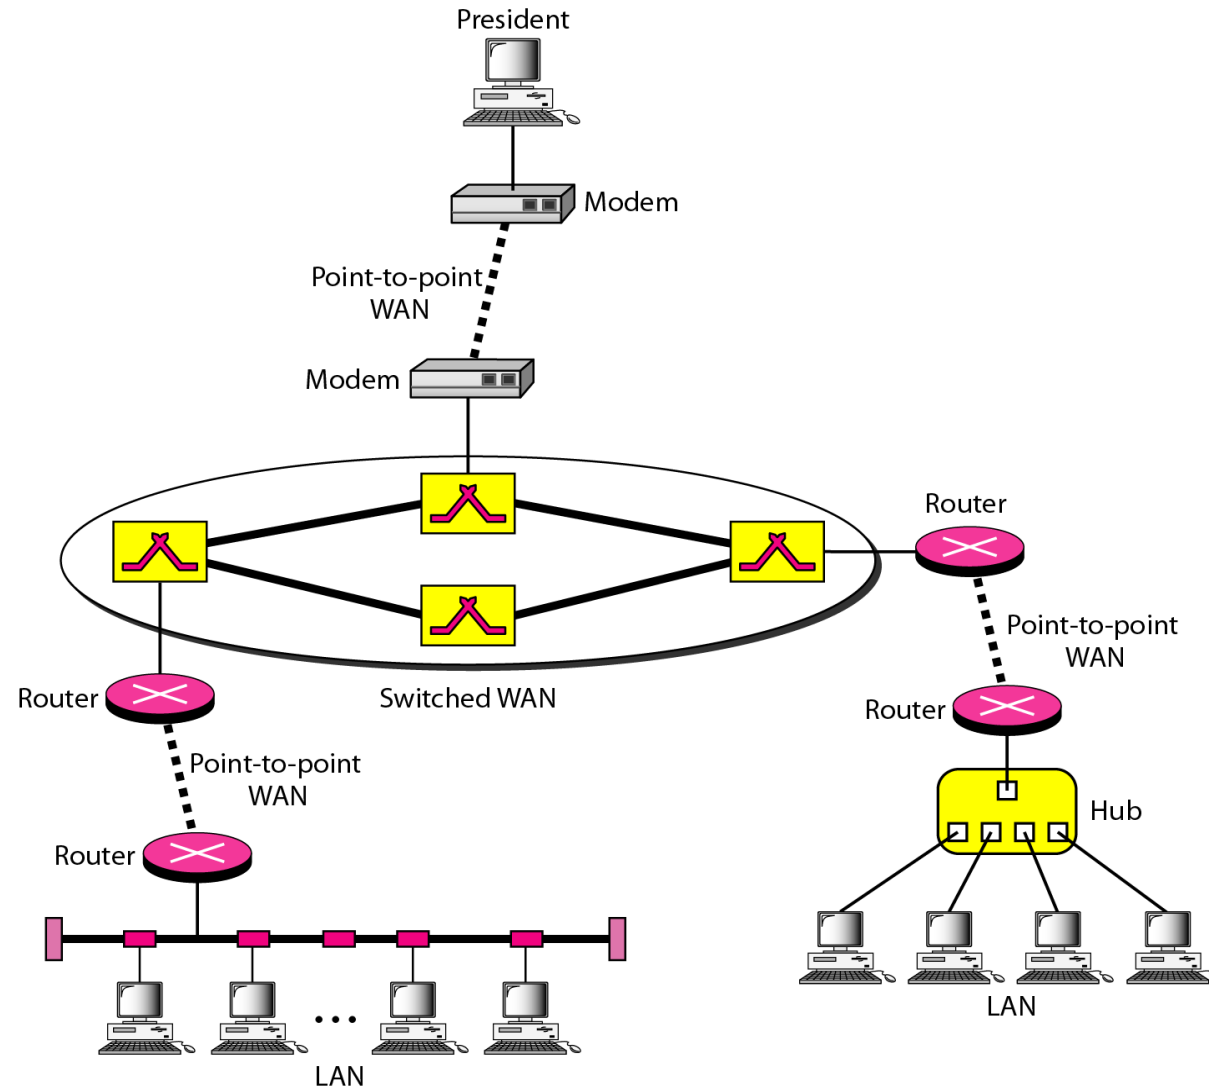 President
Modem
Point-to-point
WAN
Modem
Router
Point-to-point
WAN
Router
Switched WAN
Router
Point-to-point
WAN
Hub
Router
LAN
LAN